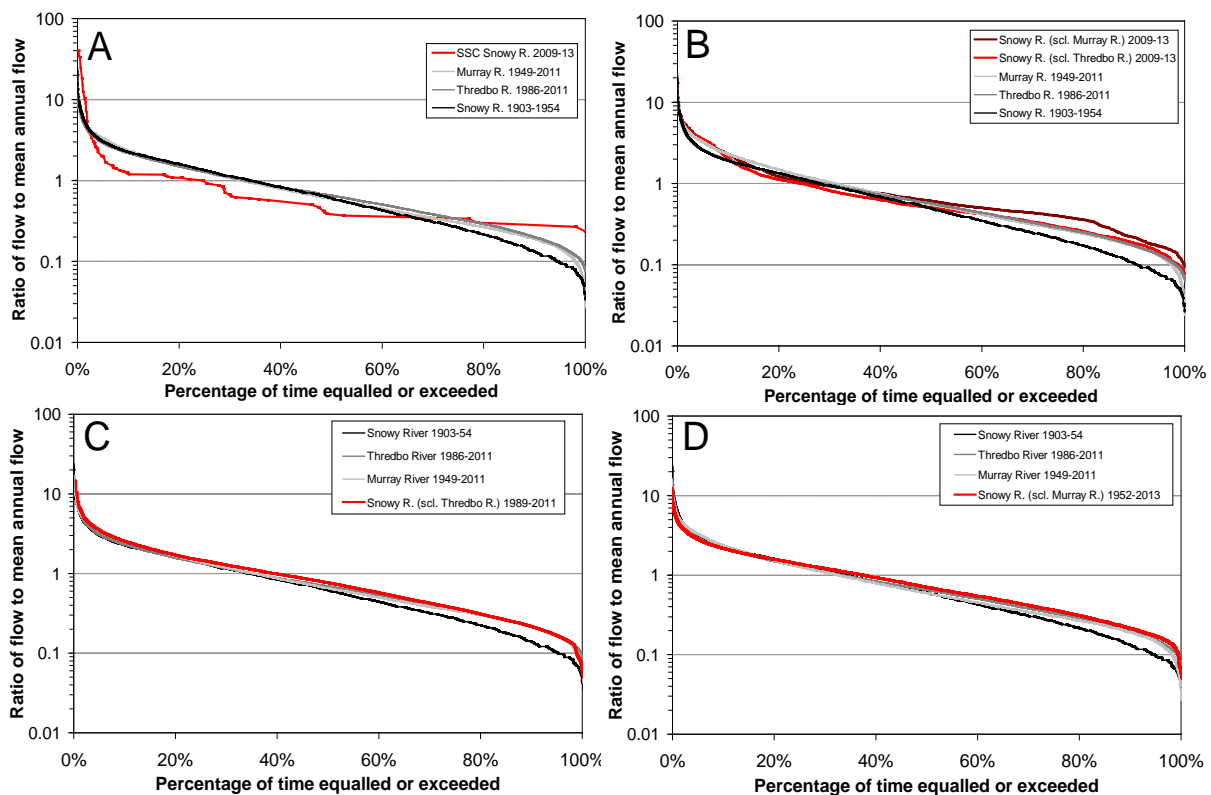 A
Ratio of flow to mean annual flow
100
10
1
0.1
0.01
0%
20%
40%
60%
80%
100%
Percentage of time equalled or exceeded
SSC Snowy R. 2009-13
Murray R. 1949-2011
Thredbo R. 1986-2011
Snowy R. 1903-1954
B
Ratio of flow to mean annual flow
100
10
1
0.1
0.01
0%
20%
40%
60%
80%
100%
Percentage of time equalled or exceeded
Snowy R. (scl. Murray R.) 2009-13
Snowy R. (scl. Thredbo R.) 2009-13
Murray R. 1949-2011
Thredbo R. 1986-2011
Snowy R. 1903-1954
C
Ratio of flow to mean annual flow
100
10
1
0.1
0.01
0%
20%
40%
60%
80%
100%
Percentage of time equalled or exceeded
Snowy River 1903-54
Thredbo River 1986-2011
Murray River 1949-2011
Snowy R. (scl. Thredbo R.) 1989-2011
D
Ratio of flow to mean annual flow
100
10
1
0.1
0.01
0%
20%
40%
60%
80%
100%
Percentage of time equalled or exceeded
Snowy River 1903-54
Thredbo River 1986-2011
Murray River 1949-2011
Snowy R. (scl. Murray R.) 1952-2013